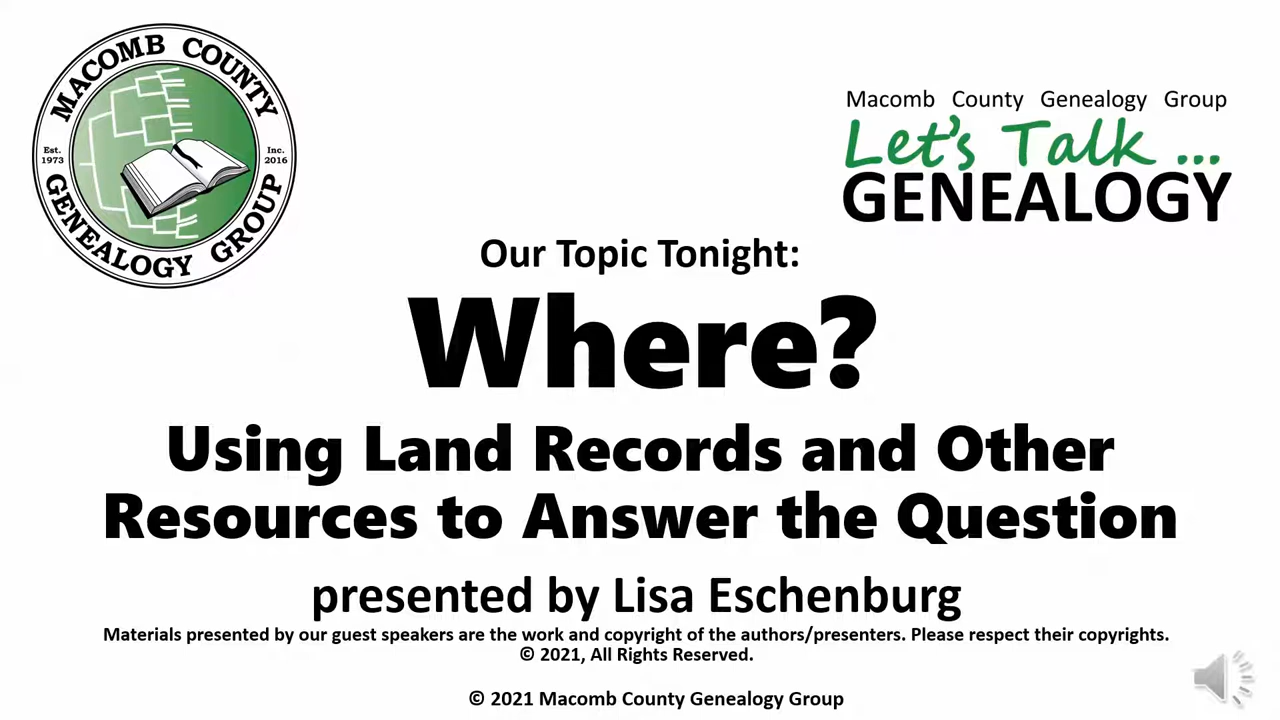 MACOMB COUNTY
Est.
1973
Inc.
2016
GENEALOGY GROUP
Macomb County Genealogy Group
Let's Talk ...
GENEALOGY
Our Topic Tonight:
Where?
Using Land Records and Other
Resources to Answer the Question
presented by Lisa Eschenburg
Materials presented by our guest speakers are the work and copyright of the authors/presenters. Please respect their copyrights.
© 2021, All Rights Reserved.
© 2021 Macomb County Genealogy Group